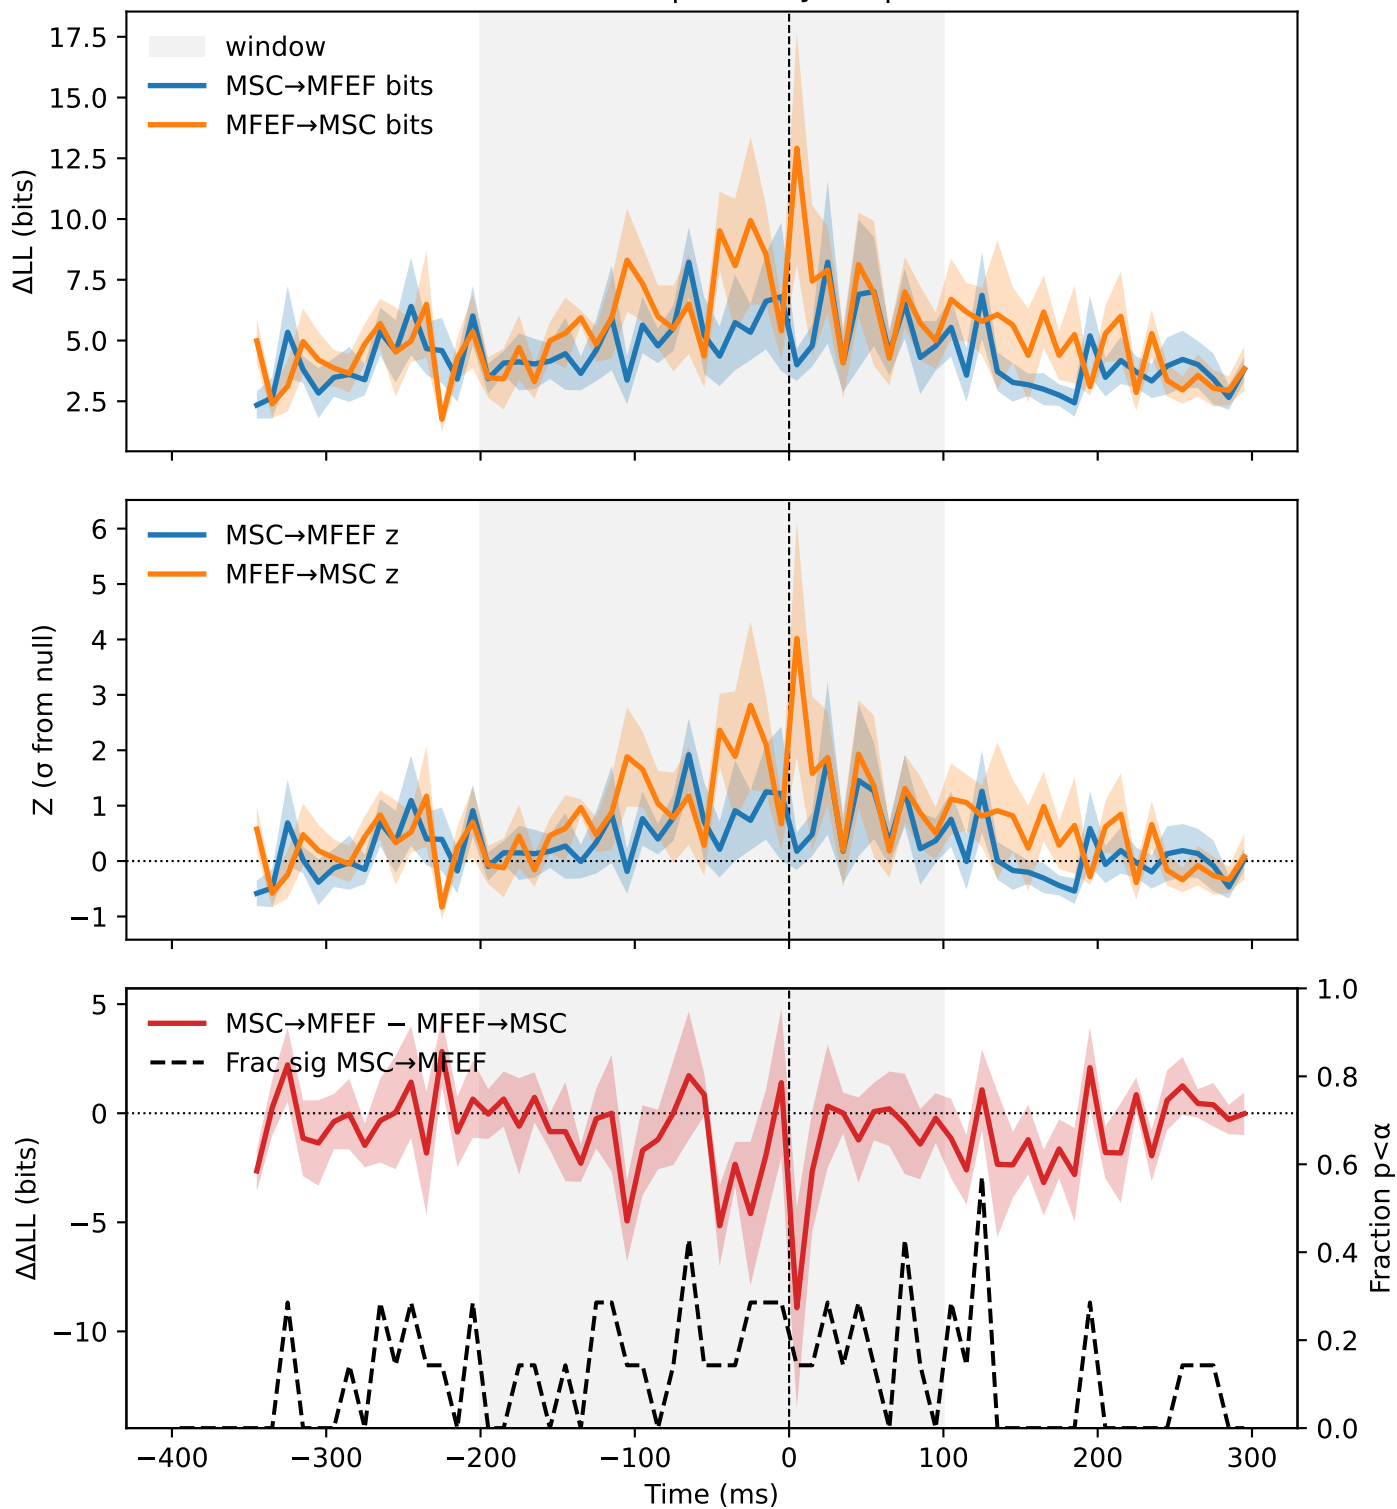 17.5
15.0
12.5
10.0
7.5
5.0
2.5
ΔLL (bits)
window
MSC→MFEF bits
MFEF→MSC bits
6
5
4
3
2
1
0
−1
Z (σ from null)
MSC→MFEF z
MFEF→MSC z
5
0
−5
−10
ΔΔLL (bits)
MSC→MFEF − MFEF→MSC
Frac sig MSC→MFEF
1.0
0.8
0.6
0.4
0.2
0.0
Fraction p<α
−400 −300 −200 −100 0 100 200 300
Time (ms)